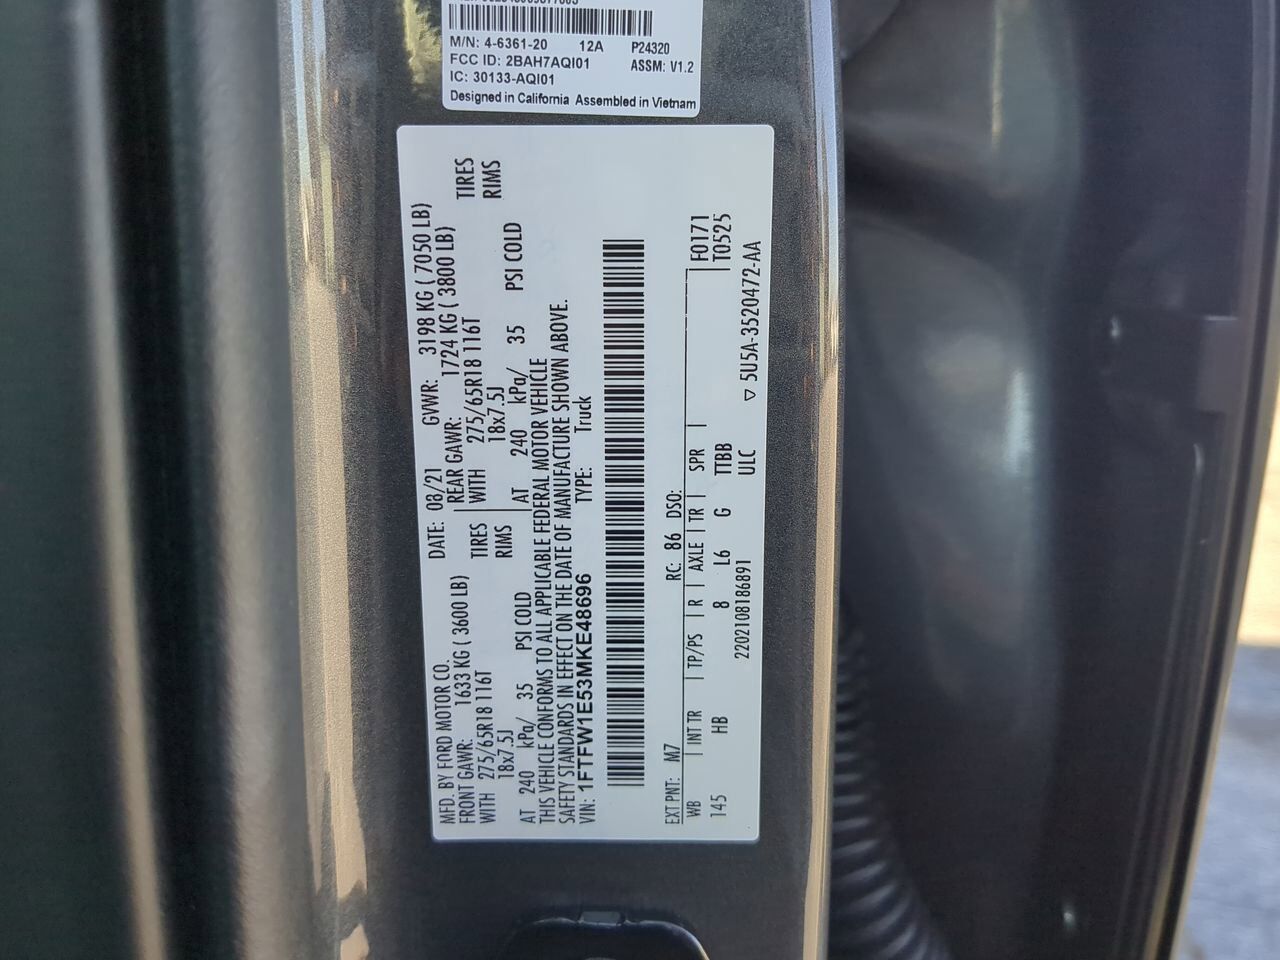 M/N: 4-6361-20 12A P24320
FCC ID: 2BAH7AQI01 ASSM: V1.2
IC: 30133-AQI01
Designed in California Assembled in Vietnam
MFD. BY FORD MOTOR CO. DATE: 08/21 GVWR: 3198 KG ( 7050 LB)
FRONT GAWR: 1633 KG ( 3600 LB) REAR GAWR: 1724 KG ( 3800 LB)
WITH 275/65R18 116T TIRES WITH 275/65R18 116T TIRES
18x7.5J RIMS 18x7.5J RIMS
AT 240 kPa/ 35 PSI COLD AT 240 kPa/ 35 PSI COLD
THIS VEHICLE CONFORMS TO ALL APPLICABLE FEDERAL MOTOR VEHICLE
SAFETY STANDARDS IN EFFECT ON THE DATE OF MANUFACTURE SHOWN ABOVE.
VIN: 1FTFW1E53MKE48696 TYPE: Truck
EXT PNT: M7 RC: 86 DSO: F0171
WB INT TR TP/PS R AXLE TR SPR T0525
145 HB 8 L6 G TTBB
2202108186891 ULC ▽ 5U5A-3520472-AA